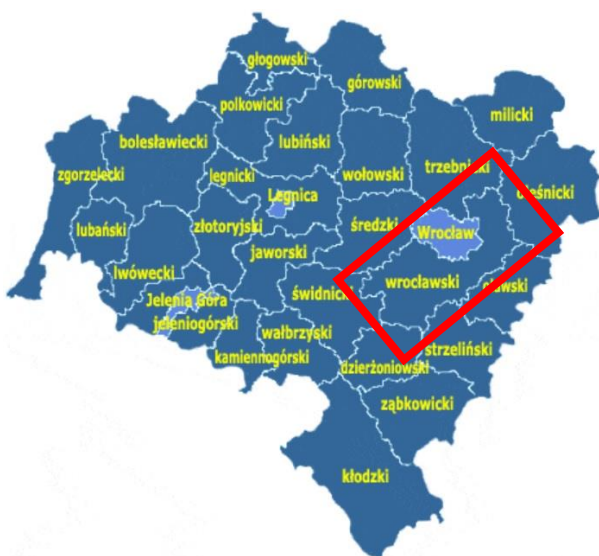 głogowski
górowski
polkowicki
milicki
bolesławiecki
lubiński
trzebnicki
zgorzelecki
legnicki
wołowski
oleśnicki
Legnica
lubański
złotoryjski
średzki
Wrocław
jaworski
lwówecki
wrocławski
oławski
Jelenia Góra
świdnicki
jeleniogórski
wałbrzyski
strzeliński
kamiennogórski
dzierżoniowski
ząbkowicki
kłodzki